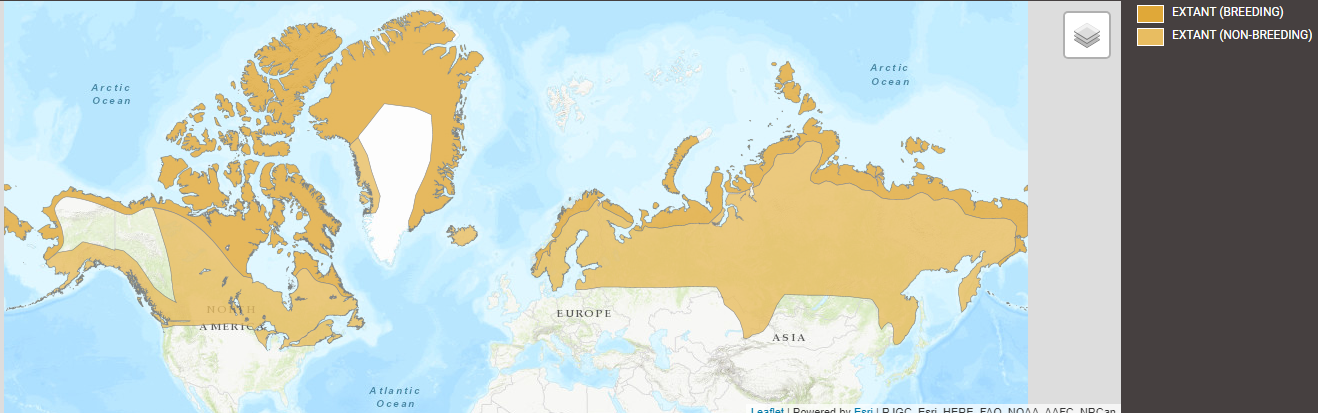 EXTANT (BREEDING)
EXTANT (NON-BREEDING)
Arctic
Ocean
Arctic
Ocean
NORTH
AMERICA
EUROPE
ASIA
Atlantic
Ocean
Leaflet | Powered by Esri | RJGC, Esri, HERE, FAO, NOAA, AAFC, NRCan